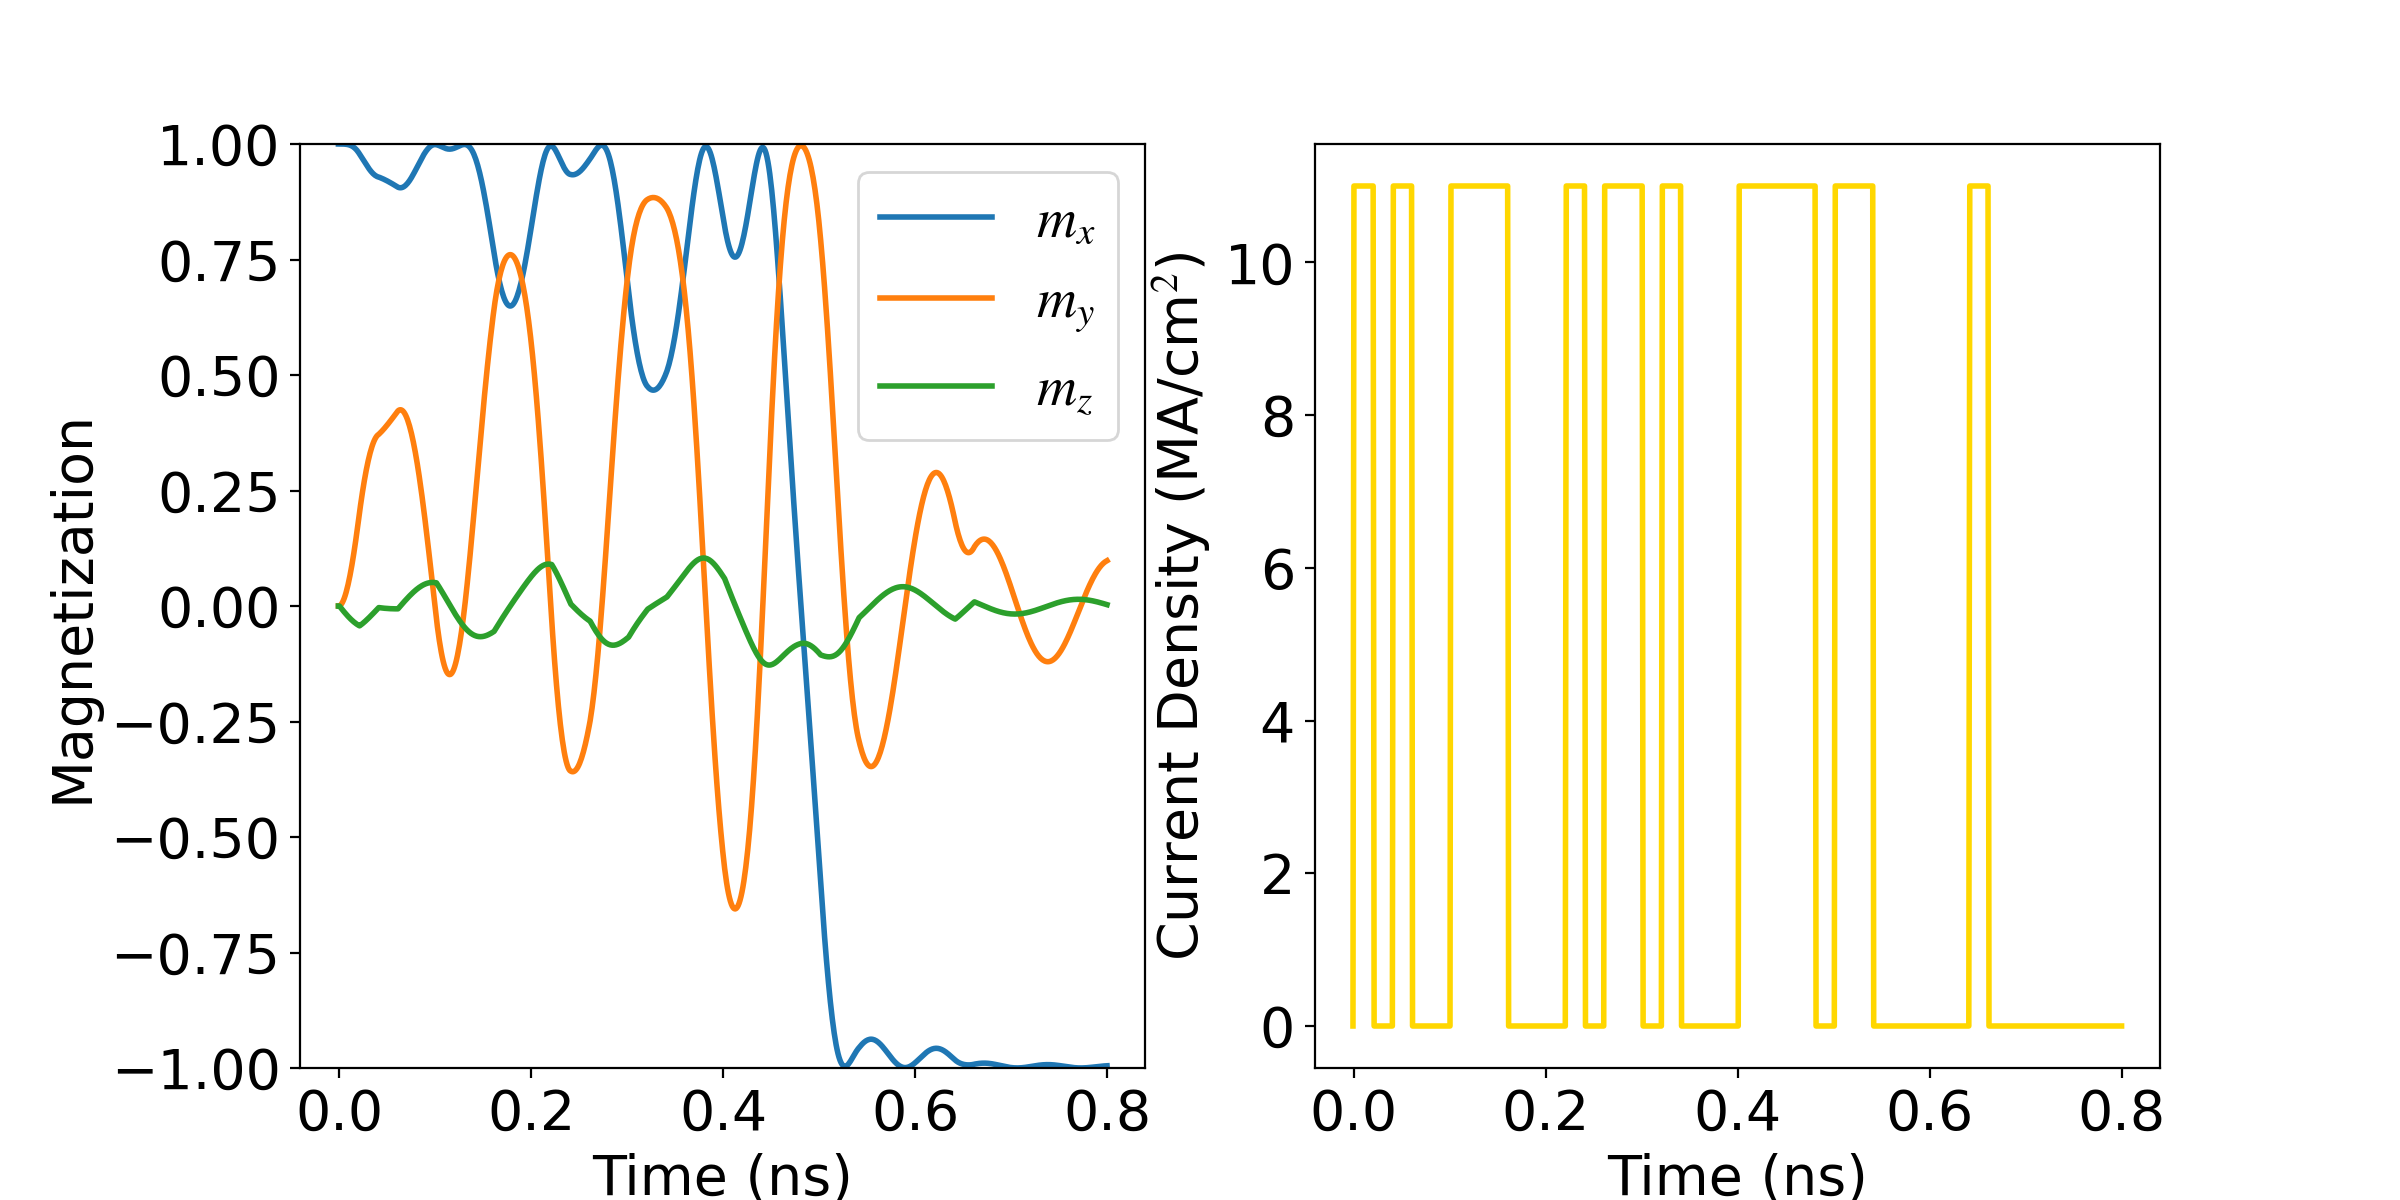 Magnetization
1.00
0.75
0.50
0.25
0.00
−0.25
−0.50
−0.75
−1.00
0.0 0.2 0.4 0.6 0.8
Time (ns)
m_x
m_y
m_z
Current Density (MA/cm²)
10
8
6
4
2
0
0.0 0.2 0.4 0.6 0.8
Time (ns)